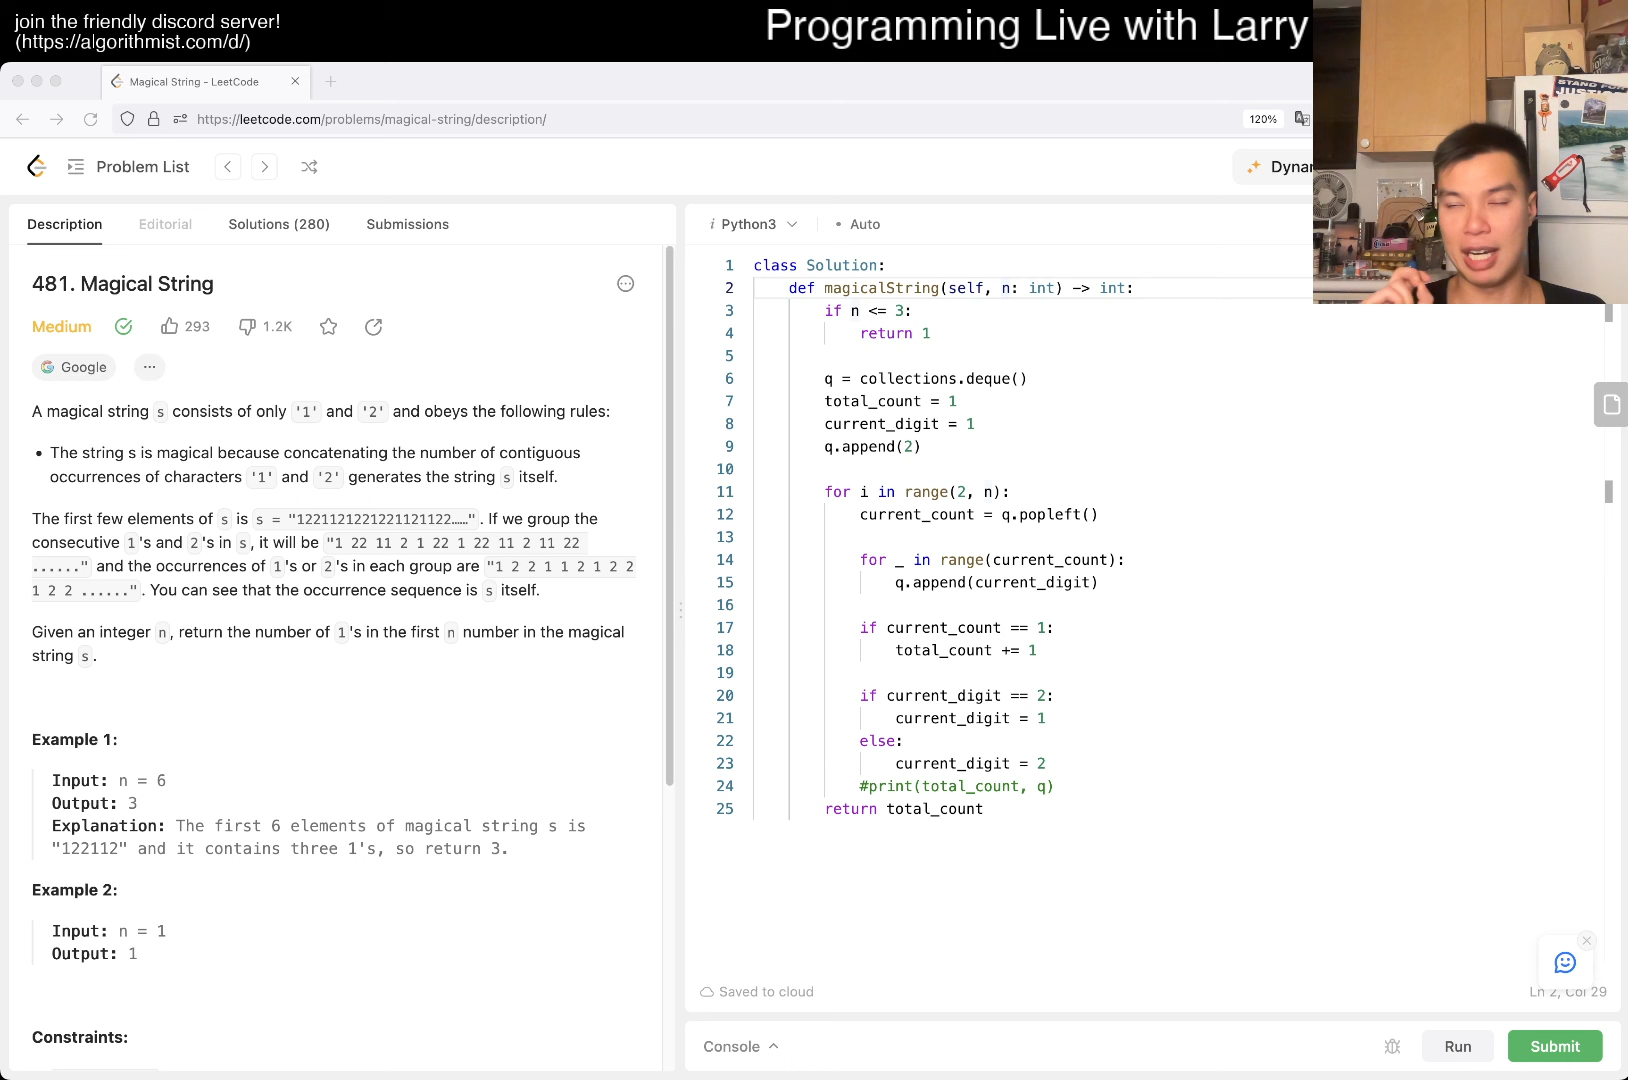 join the friendly discord server!
(https://algorithmist.com/d/)
Programming Live with Larry
Magical String - LeetCode
https://leetcode.com/problems/magical-string/description/
120%
Problem List
Dynam
Description
Editorial
Solutions (280)
Submissions
481. Magical String
Medium
293
1.2K
Google
A magical string s consists of only '1' and '2' and obeys the following rules:
• The string s is magical because concatenating the number of contiguous
occurrences of characters '1' and '2' generates the string s itself.
The first few elements of s is s = "1221121221221121122……". If we group the
consecutive 1's and 2's in s, it will be "1 22 11 2 1 22 1 22 11 2 11 22
......" and the occurrences of 1's or 2's in each group are "1 2 2 1 1 2 1 2 2
1 2 2 ......". You can see that the occurrence sequence is s itself.
Given an integer n, return the number of 1's in the first n number in the magical
string s.
Example 1:
Input: n = 6
Output: 3
Explanation: The first 6 elements of magical string s is
"122112" and it contains three 1's, so return 3.
Example 2:
Input: n = 1
Output: 1
Constraints:
i Python3
• Auto
1 class Solution:
2 def magicalString(self, n: int) -> int:
3 if n <= 3:
4 return 1
5
6 q = collections.deque()
7 total_count = 1
8 current_digit = 1
9 q.append(2)
10
11 for i in range(2, n):
12 current_count = q.popleft()
13
14 for _ in range(current_count):
15 q.append(current_digit)
16
17 if current_count == 1:
18 total_count += 1
19
20 if current_digit == 2:
21 current_digit = 1
22 else:
23 current_digit = 2
24 #print(total_count, q)
25 return total_count
Saved to cloud
Ln 2, Col 29
Console
Run
Submit
STAND FOR